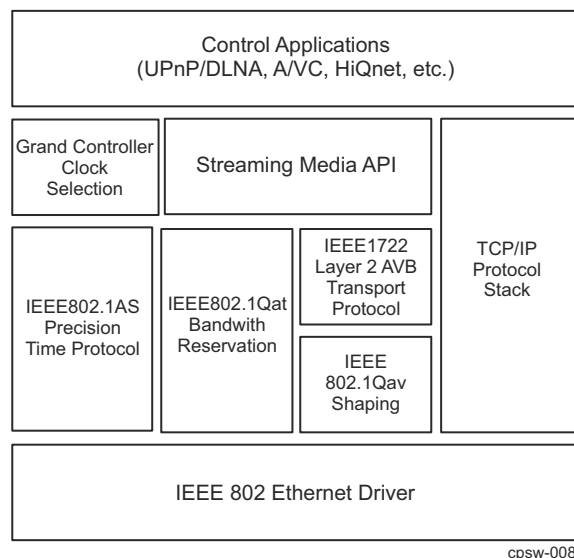 Control Applications
(UPnP/DLNA, A/VC, HiQnet, etc.)
Grand Controller
Clock
Selection
Streaming Media API
TCP/IP
Protocol
Stack
IEEE802.1AS
Precision
Time Protocol
IEEE802.1Qat
Bandwith
Reservation
IEEE1722
Layer 2 AVB
Transport
Protocol
IEEE
802.1Qav
Shaping
IEEE 802 Ethernet Driver
cpsw-008